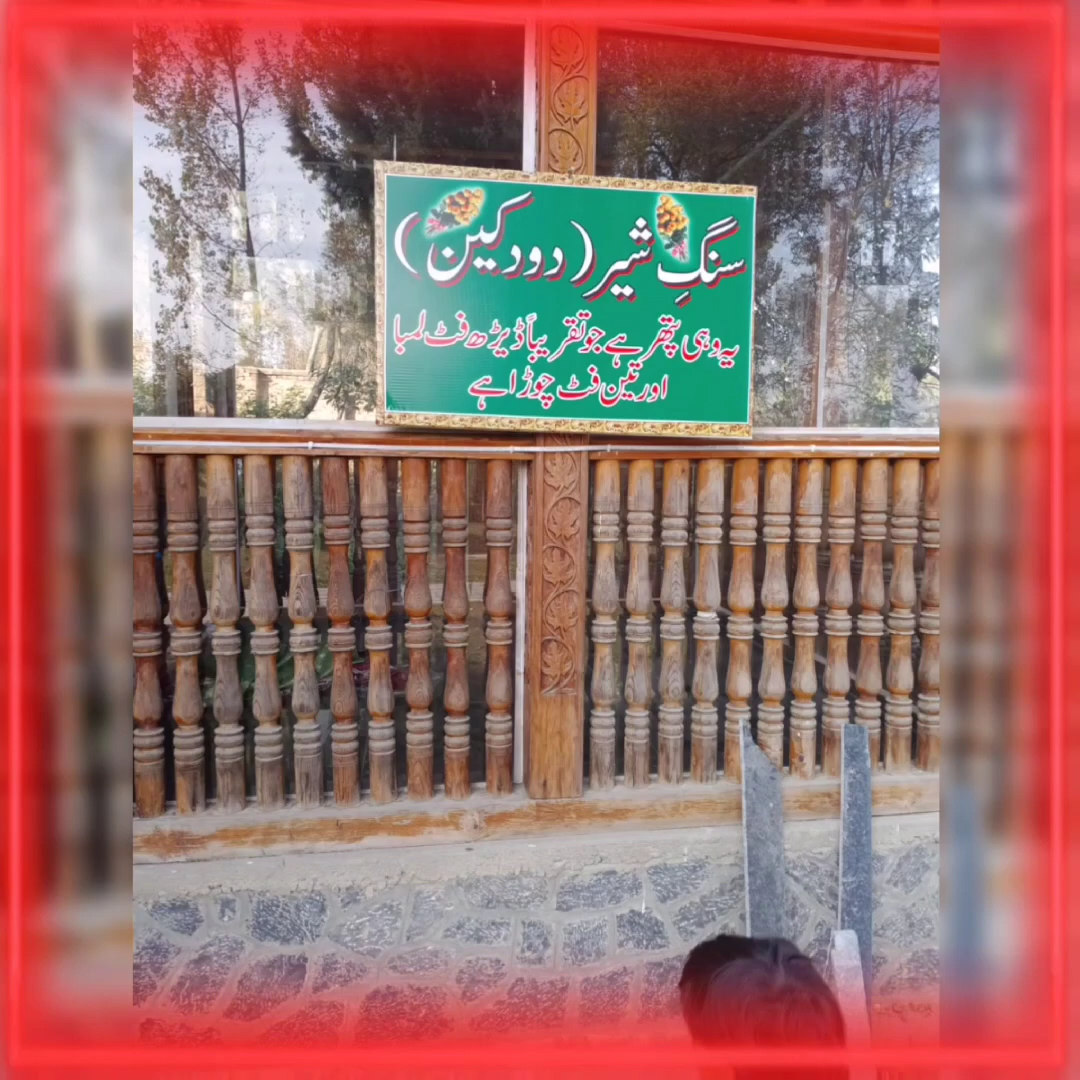 سنگِ شیر (دودکین)
یہ وہی پتھر ہے جو تقریباً ڈیڑھ فٹ لمبا
اور تین فٹ چوڑا ہے